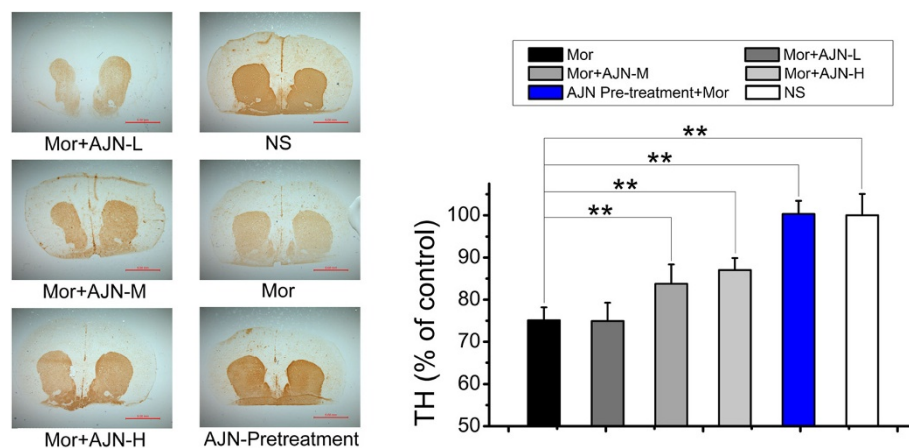 Mor+AJN-L
NS
Mor+AJN-M
Mor
Mor+AJN-H
AJN-Pretreatment
Mor
Mor+AJN-L
Mor+AJN-M
Mor+AJN-H
AJN Pre-treatment+Mor
NS
**
**
**
**
TH (% of control)
100
90
80
70
60
50